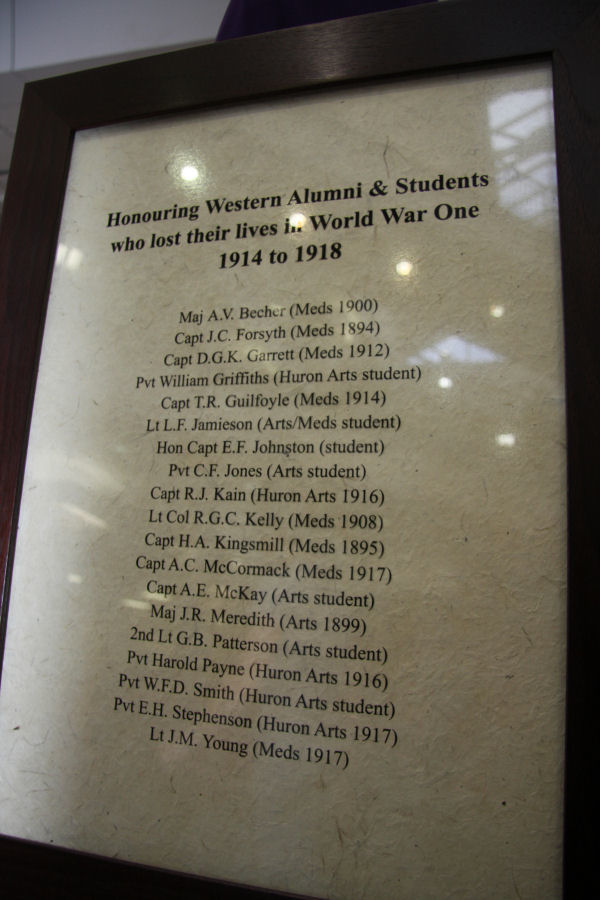 Honouring Western Alumni & Students
who lost their lives in World War One
1914 to 1918
Maj A.V. Becher (Meds 1900)
Capt J.C. Forsyth (Meds 1894)
Capt D.G.K. Garrett (Meds 1912)
Pvt William Griffiths (Huron Arts student)
Capt T.R. Guilfoyle (Meds 1914)
Lt L.F. Jamieson (Arts/Meds student)
Hon Capt E.F. Johnston (student)
Pvt C.F. Jones (Arts student)
Capt R.J. Kain (Huron Arts 1916)
Lt Col R.G.C. Kelly (Meds 1908)
Capt H.A. Kingsmill (Meds 1895)
Capt A.C. McCormack (Meds 1917)
Capt A.E. McKay (Arts student)
Maj J.R. Meredith (Arts 1899)
2nd Lt G.B. Patterson (Arts student)
Pvt Harold Payne (Huron Arts 1916)
Pvt W.F.D. Smith (Huron Arts student)
Pvt E.H. Stephenson (Huron Arts 1917)
Lt J.M. Young (Meds 1917)